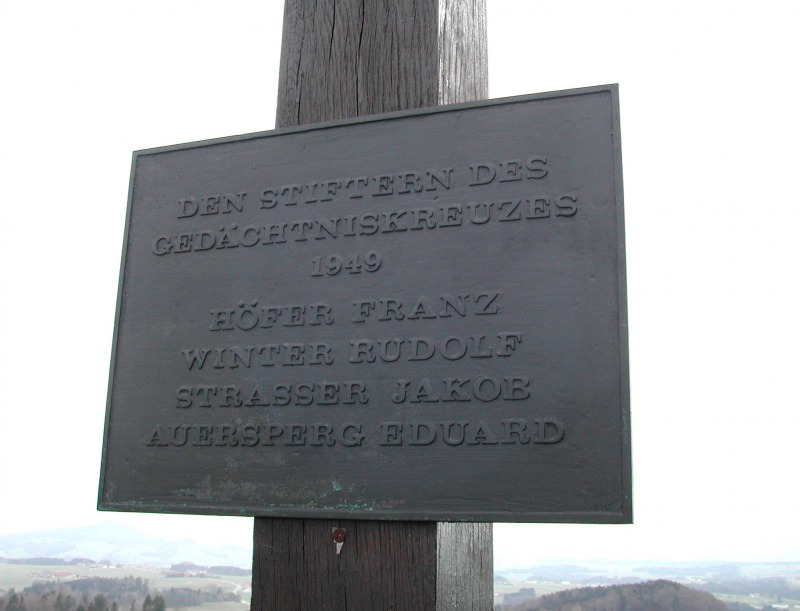 DEN STIFTERN DES
GEDÄCHTNISKREUZES
1949
HÖFER FRANZ
WINTER RUDOLF
STRASSER JAKOB
AUERSPERG EDUARD